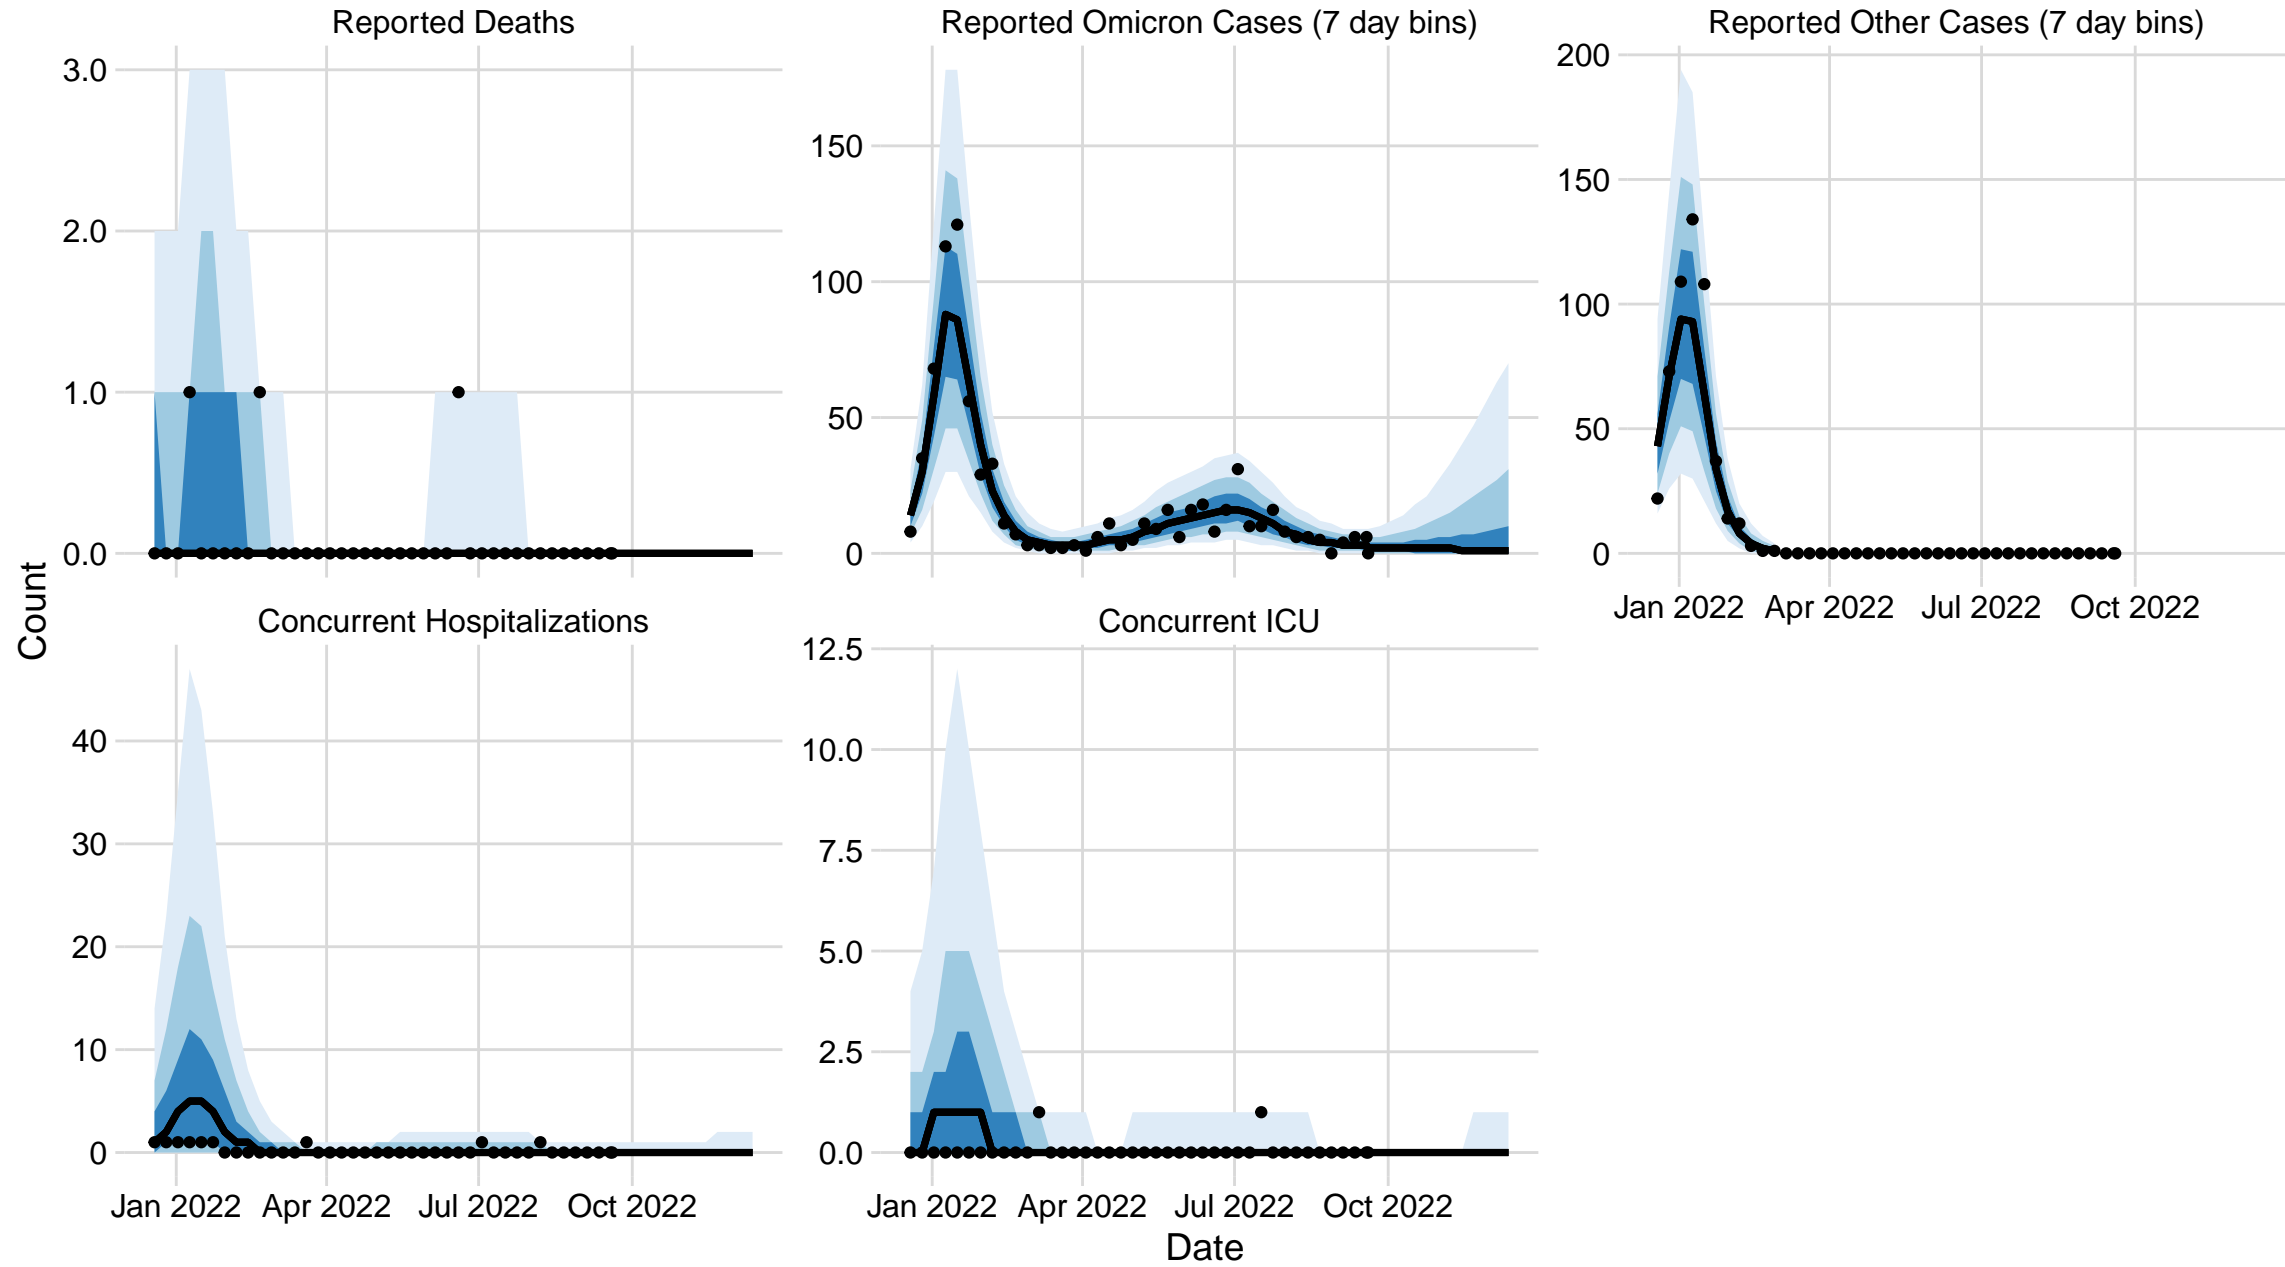 Reported Deaths
Reported Omicron Cases (7 day bins)
Reported Other Cases (7 day bins)
3.0
2.0
1.0
0.0
150
100
50
0
200
150
100
50
0
Jan 2022 Apr 2022 Jul 2022 Oct 2022
Count
Concurrent Hospitalizations
Concurrent ICU
40
30
20
10
0
12.5
10.0
7.5
5.0
2.5
0.0
Jan 2022 Apr 2022 Jul 2022 Oct 2022
Jan 2022 Apr 2022 Jul 2022 Oct 2022
Date